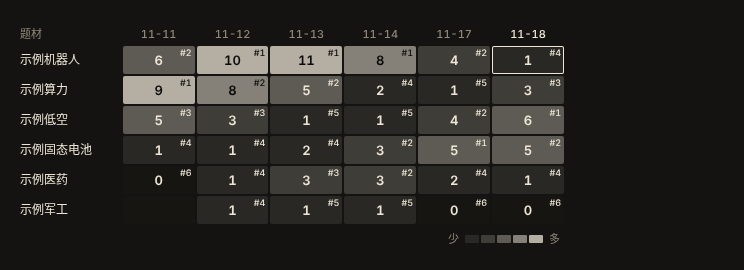 题材 11-11 11-12 11-13 11-14 11-17 11-18
示例机器人 6 #2 10 #1 11 #1 8 #1 4 #2 1 #4
示例算力 9 #1 8 #2 5 #2 2 #4 1 #5 3 #3
示例低空 5 #3 3 #3 1 #5 1 #5 4 #2 6 #1
示例固态电池 1 #4 1 #4 2 #4 3 #2 5 #1 5 #2
示例医药 0 #6 1 #4 3 #3 3 #2 2 #4 1 #4
示例军工 1 #4 1 #5 1 #5 0 #6 0 #6
少 多